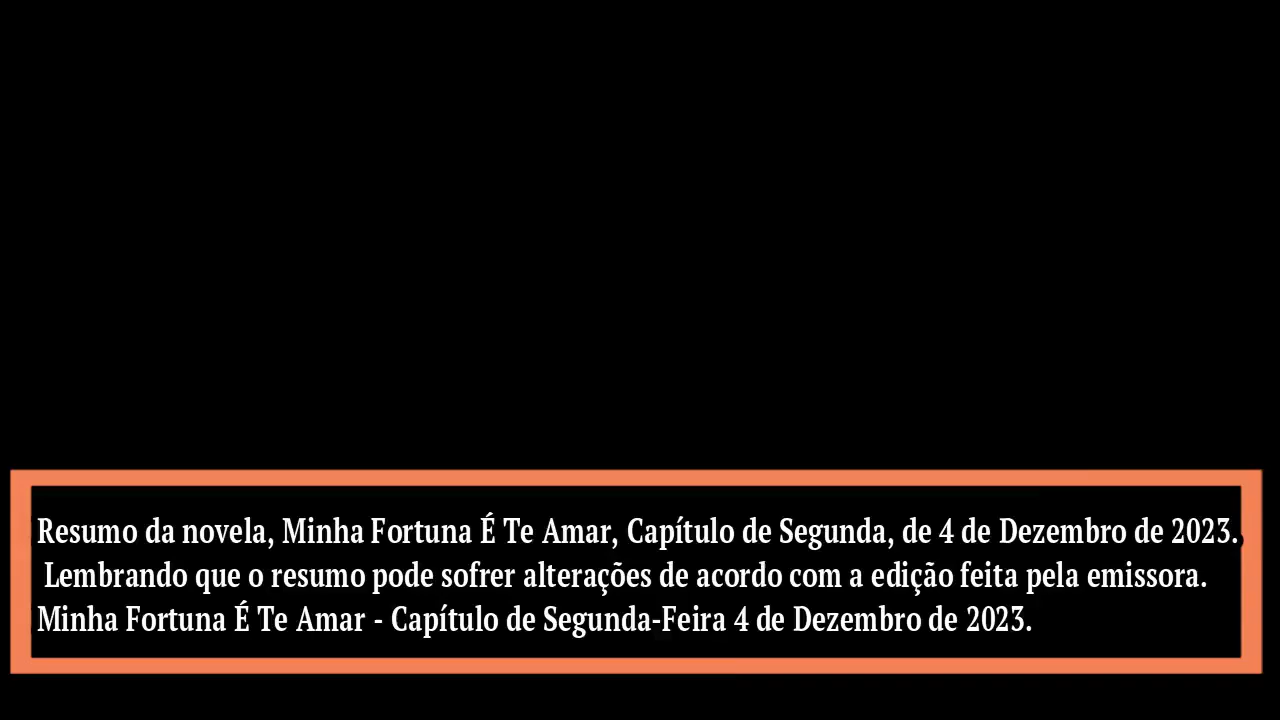 Resumo da novela, Minha Fortuna É Te Amar, Capítulo de Segunda, de 4 de Dezembro de 2023.
Lembrando que o resumo pode sofrer alterações de acordo com a edição feita pela emissora.
Minha Fortuna É Te Amar - Capítulo de Segunda-Feira 4 de Dezembro de 2023.